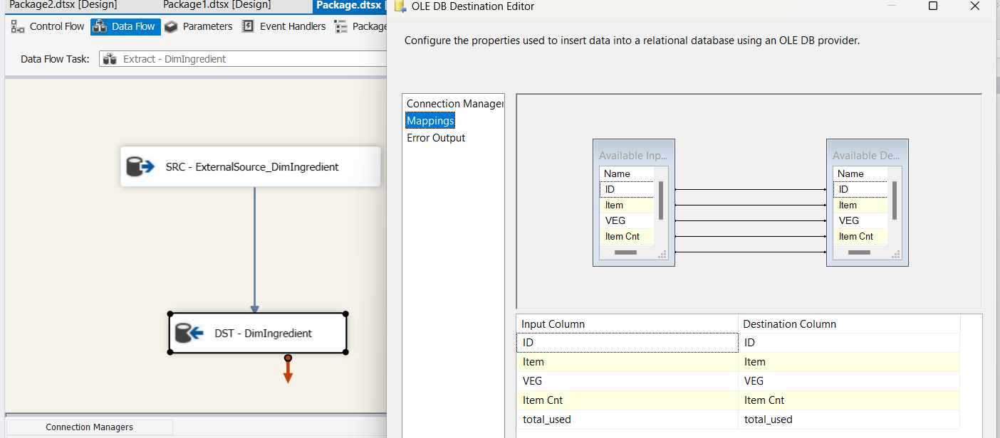 Package2.dtsx [Design] Package1.dtsx [Design] Package.dtsx [
Control Flow Data Flow Parameters Event Handlers Package
Data Flow Task: Extract - DimIngredient
SRC - ExternalSource_DimIngredient
DST - DimIngredient
Connection Managers
OLE DB Destination Editor
Configure the properties used to insert data into a relational database using an OLE DB provider.
Connection Manager
Mappings
Error Output
Available Inp...
Name
ID
Item
VEG
Item Cnt
Available De...
Name
ID
Item
VEG
Item Cnt
Input Column Destination Column
ID ID
Item Item
VEG VEG
Item Cnt Item Cnt
total_used total_used